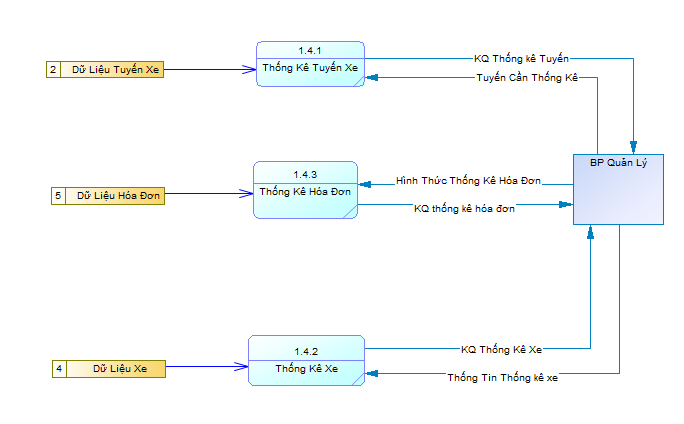 1.4.1
KQ Thống kê Tuyến
2 Dữ Liệu Tuyến Xe
Thống Kê Tuyến Xe
Tuyến Cần Thống Kê
BP Quản Lý
1.4.3
Hình Thức Thống Kê Hóa Đơn
5 Dữ Liệu Hóa Đơn
Thống Kê Hóa Đơn
KQ thống kê hóa đơn
1.4.2
KQ Thống Kê Xe
4 Dữ Liệu Xe
Thống Kê Xe
Thống Tin Thống kê xe